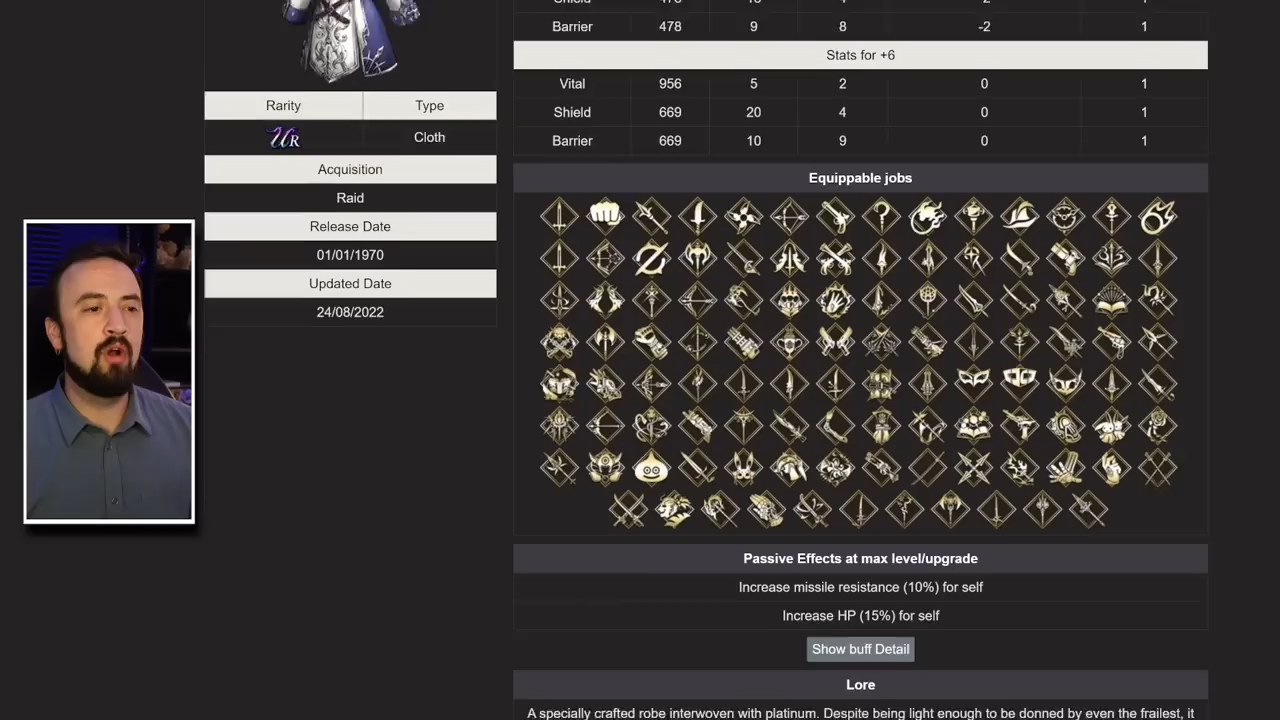 Barrier 478 9 8 -2 1
Stats for +6
Vital 956 5 2 0 1
Shield 669 20 4 0 1
Barrier 669 10 9 0 1
Rarity Type
UR Cloth
Acquisition
Raid
Release Date
01/01/1970
Updated Date
24/08/2022
Equippable jobs
Passive Effects at max level/upgrade
Increase missile resistance (10%) for self
Increase HP (15%) for self
Show buff Detail
Lore
A specially crafted robe interwoven with platinum. Despite being light enough to be donned by even the frailest, it